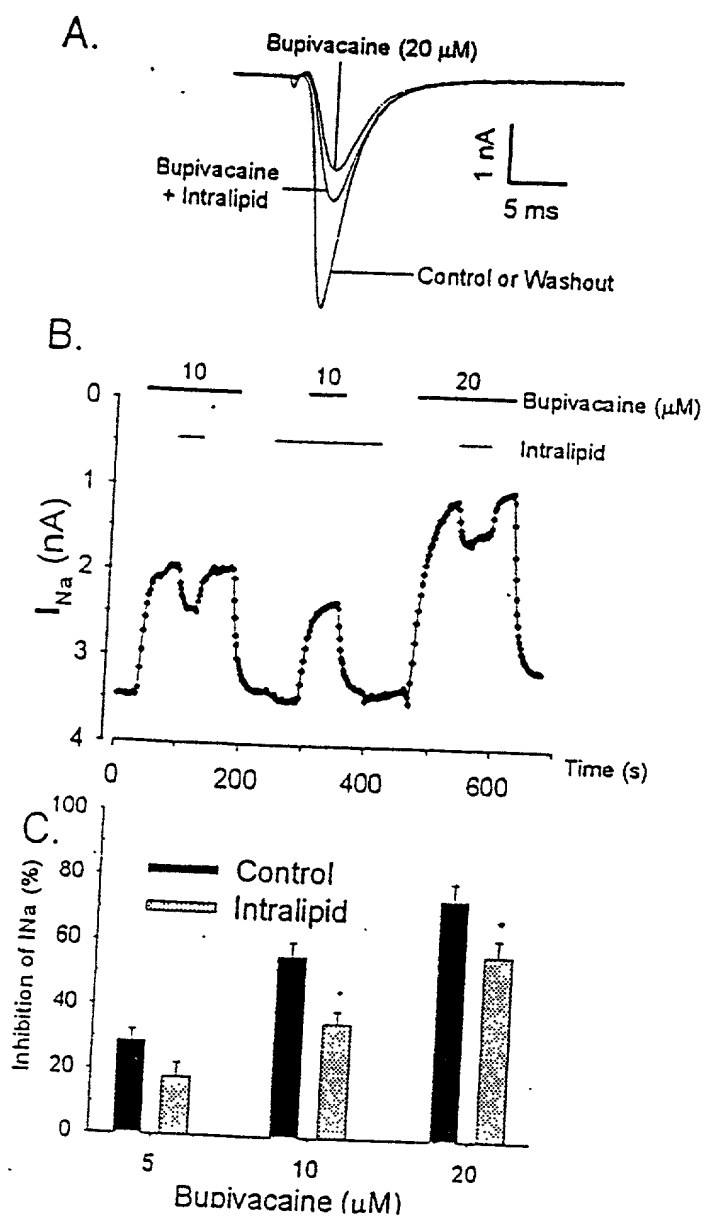 A.
Bupivacaine (20 µM)
Bupivacaine
+ Intralipid
1 nA
5 ms
Control or Washout
B.
10
10
20
Bupivacaine (µM)
Intralipid
0
1
2
3
4
I_Na (nA)
0
200
400
600
Time (s)
C.
100
80
60
40
20
0
Inhibition of INa (%)
Control
Intralipid
*
*
5
10
20
Bupivacaine (µM)